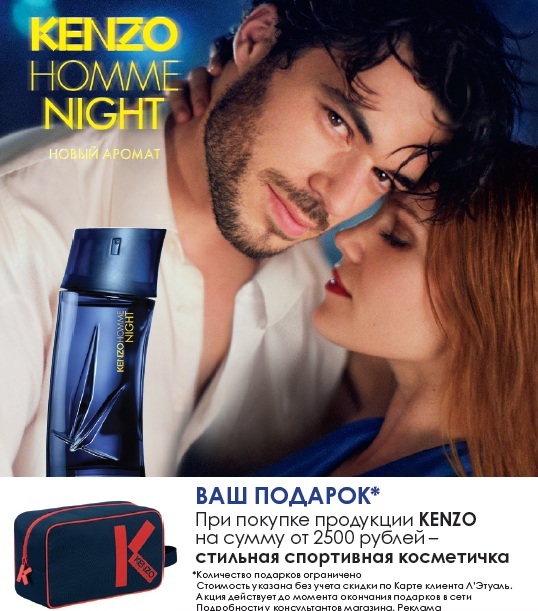 KENZO
HOMME
NIGHT
НОВЫЙ АРОМАТ
KENZOHOMME
NIGHT
K
KENZO
ВАШ ПОДАРОК*
При покупке продукции KENZO
на сумму от 2500 рублей –
стильная спортивная косметичка
*Количество подарков ограничено
Стоимость указана без учета скидки по Карте клиента Л'Этуаль.
Акция действует до момента окончания подарков в сети
Подробности у консультантов магазина. Реклама